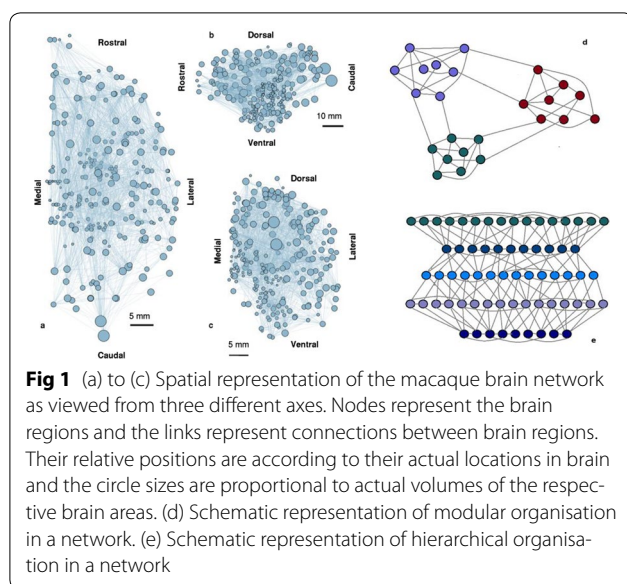 Rostral
Medial
Lateral
5 mm
a
Caudal
b
Dorsal
Rostral
Caudal
10 mm
Ventral
Dorsal
Medial
Lateral
c
5 mm
Ventral
d
e
Fig 1 (a) to (c) Spatial representation of the macaque brain network
as viewed from three different axes. Nodes represent the brain
regions and the links represent connections between brain regions.
Their relative positions are according to their actual locations in brain
and the circle sizes are proportional to actual volumes of the respec-
tive brain areas. (d) Schematic representation of modular organisation
in a network. (e) Schematic representation of hierarchical organisa-
tion in a network